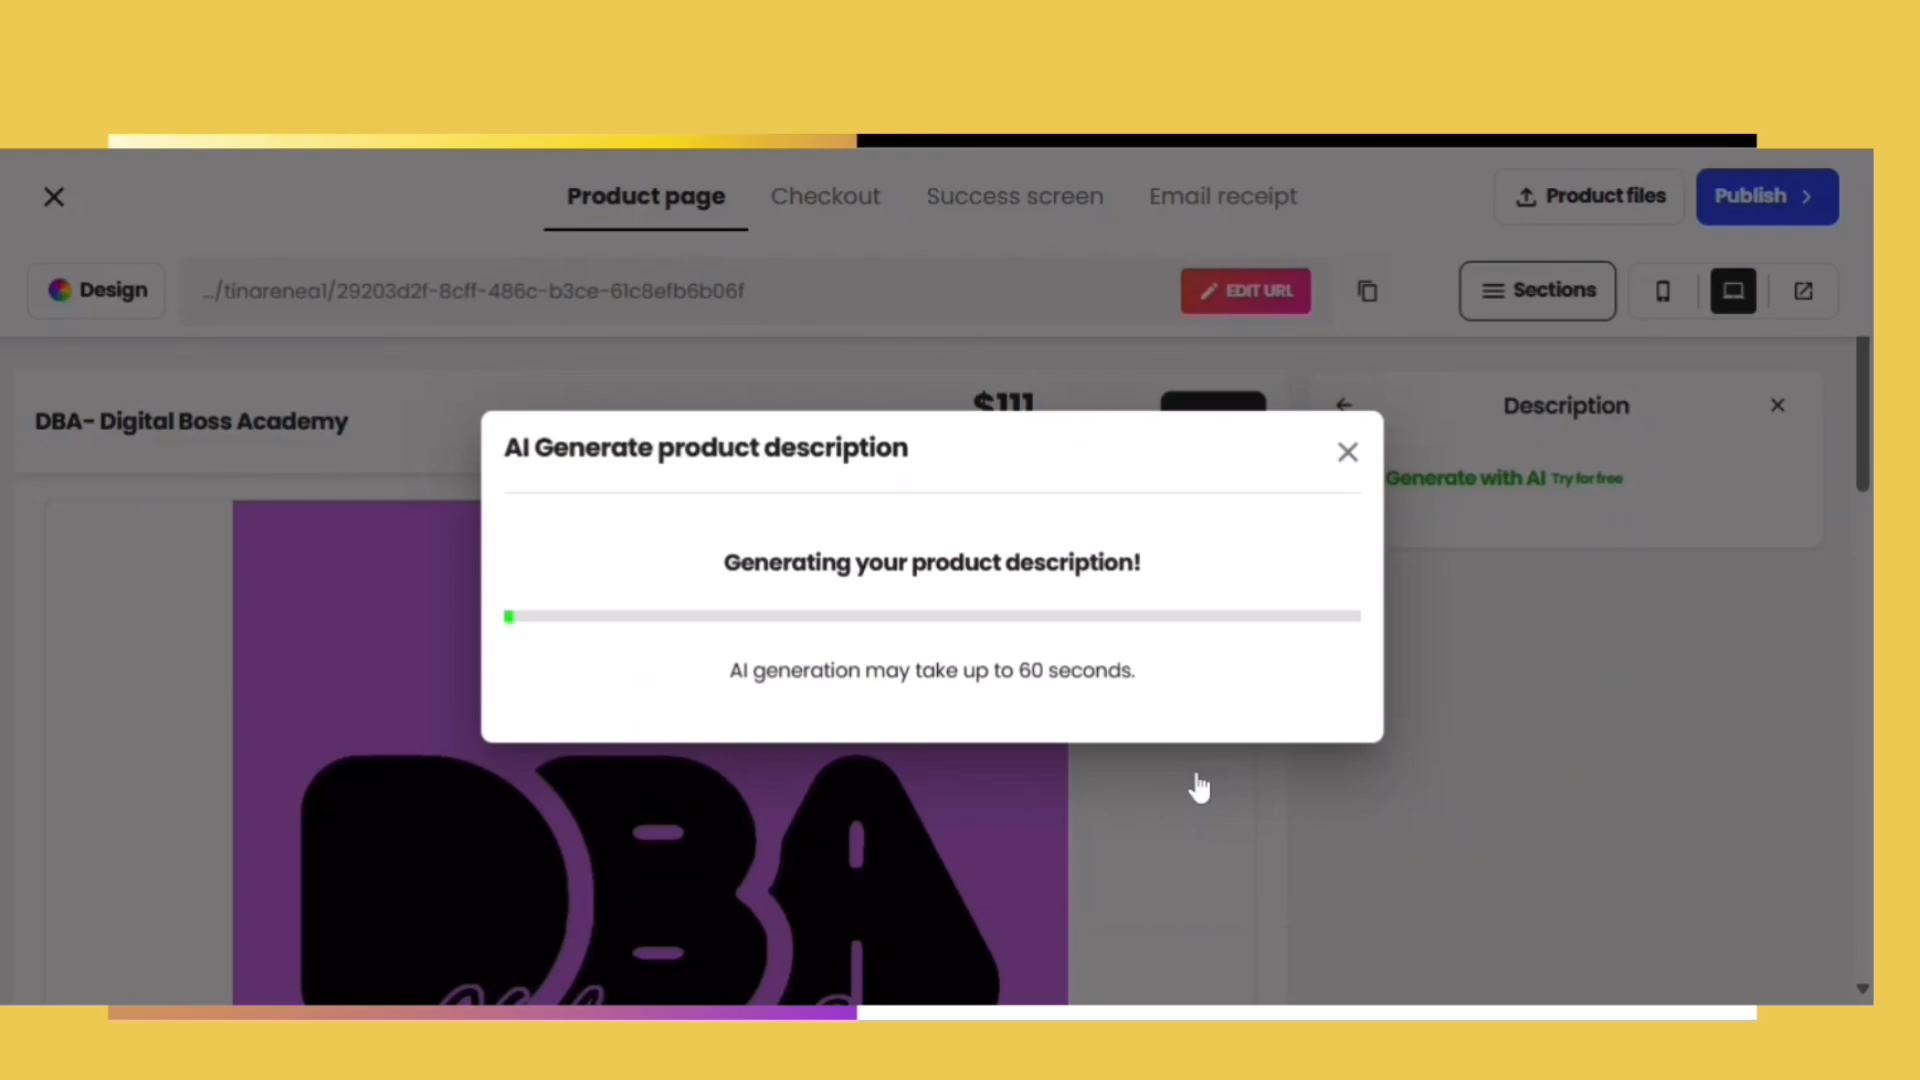 Product page
Checkout
Success screen
Email receipt
Product files
Publish
Design
.../tinarenea1/29203d2f-8cff-486c-b3ce-61c8efb6b06f
EDIT URL
Sections
DBA- Digital Boss Academy
$111
Description
AI Generate product description
Generate with AI Try for free
Generating your product description!
AI generation may take up to 60 seconds.
DBA